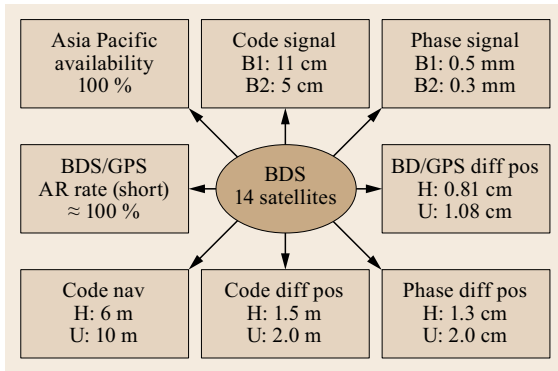 Asia Pacific
availability
100 %
Code signal
B1: 11 cm
B2: 5 cm
Phase signal
B1: 0.5 mm
B2: 0.3 mm
BDS/GPS
AR rate (short)
≈ 100 %
BDS
14 satellites
BD/GPS diff pos
H: 0.81 cm
U: 1.08 cm
Code nav
H: 6 m
U: 10 m
Code diff pos
H: 1.5 m
U: 2.0 m
Phase diff pos
H: 1.3 cm
U: 2.0 cm